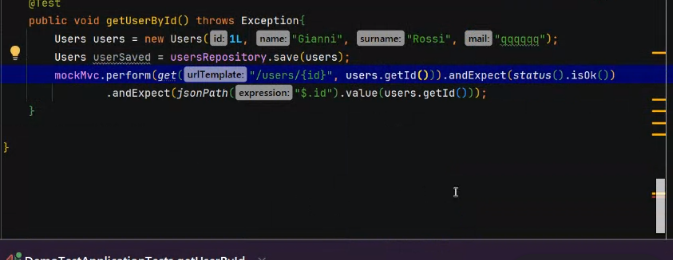 @Test
public void getUserById() throws Exception{
Users users = new Users( id: 1L, name: "Gianni", surname: "Rossi", mail: "qqqqqq");
Users userSaved = usersRepository.save(users);
mockMvc.perform(get( urlTemplate: "/users/{id}", users.getId())).andExpect(status().isOk())
.andExpect(jsonPath( expression: "$.id").value(users.getId()));
}
}
DemoTestApplicationTests.getUserById